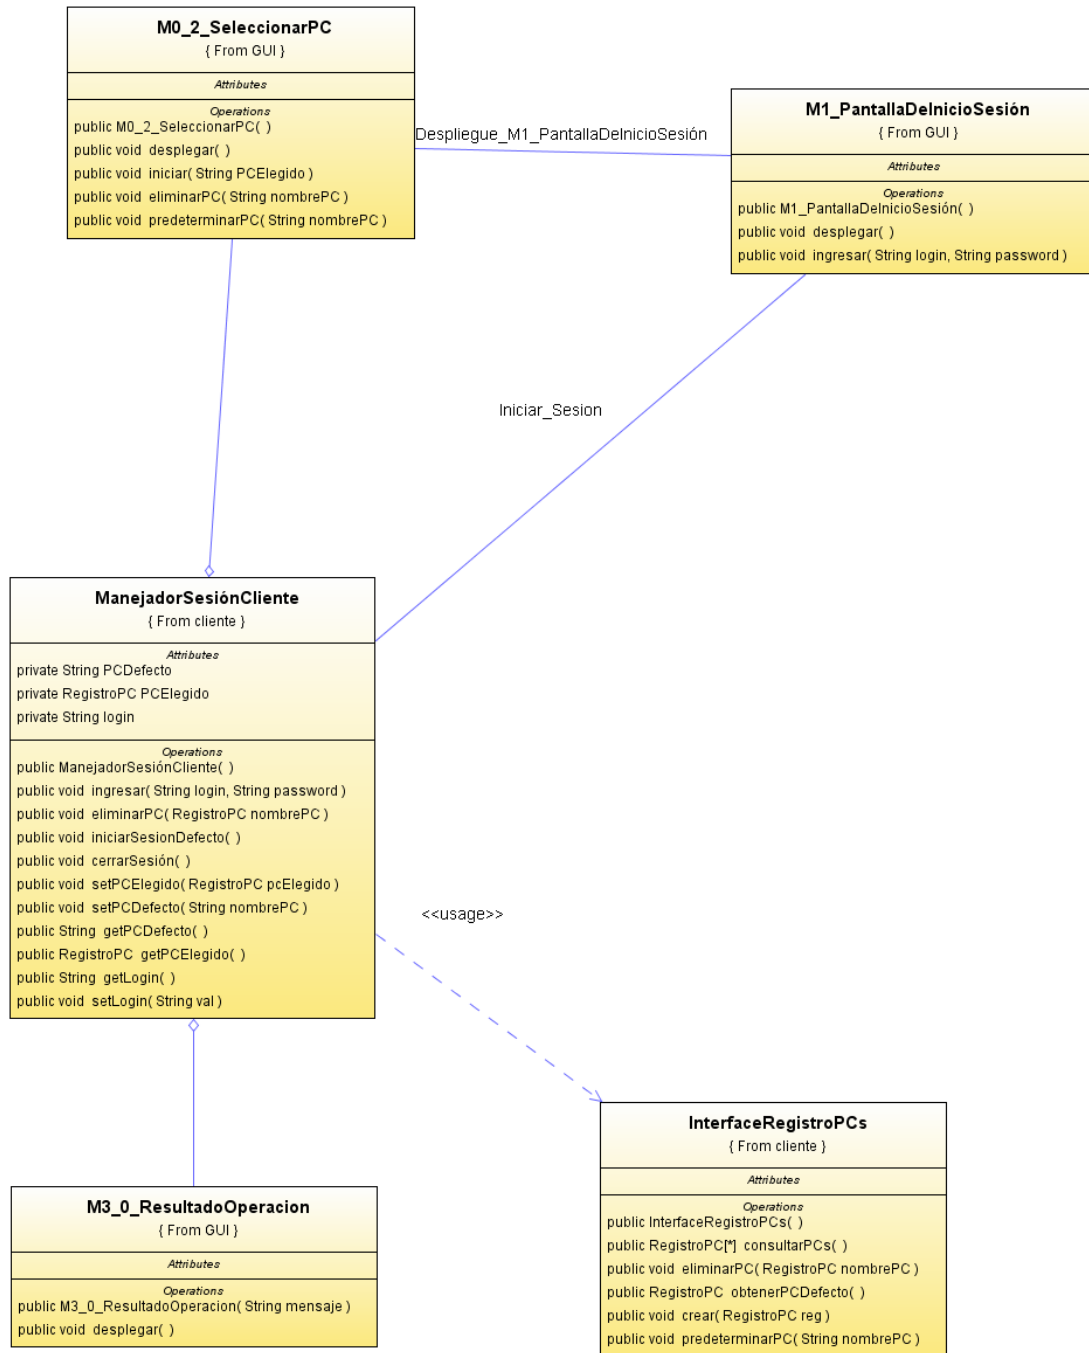 M0_2_SeleccionarPC
{ From GUI }
Attributes
Operations
public M0_2_SeleccionarPC( )
public void  desplegar( )
public void  iniciar( String PCElegido )
public void  eliminarPC( String nombrePC )
public void  predeterminarPC( String nombrePC )
Despliegue_M1_PantallaDeInicioSesión
M1_PantallaDeInicioSesión
{ From GUI }
Attributes
Operations
public M1_PantallaDeInicioSesión( )
public void  desplegar( )
public void  ingresar( String login, String password )
Iniciar_Sesion
ManejadorSesiónCliente
{ From cliente }
Attributes
private String PCDefecto
private RegistroPC PCElegido
private String login
Operations
public ManejadorSesiónCliente( )
public void  ingresar( String login, String password )
public void  eliminarPC( RegistroPC nombrePC )
public void  iniciarSesionDefecto( )
public void  cerrarSesión( )
public void  setPCElegido( RegistroPC pcElegido )
public void  setPCDefecto( String nombrePC )
public String  getPCDefecto( )
public RegistroPC  getPCElegido( )
public String  getLogin( )
public void  setLogin( String val )
<<usage>>
M3_0_ResultadoOperacion
{ From GUI }
Attributes
Operations
public M3_0_ResultadoOperacion( String mensaje )
public void  desplegar( )
InterfaceRegistroPCs
{ From cliente }
Attributes
Operations
public InterfaceRegistroPCs( )
public RegistroPC[*]  consultarPCs( )
public void  eliminarPC( RegistroPC nombrePC )
public RegistroPC  obtenerPCDefecto( )
public void  crear( RegistroPC reg )
public void  predeterminarPC( String nombrePC )